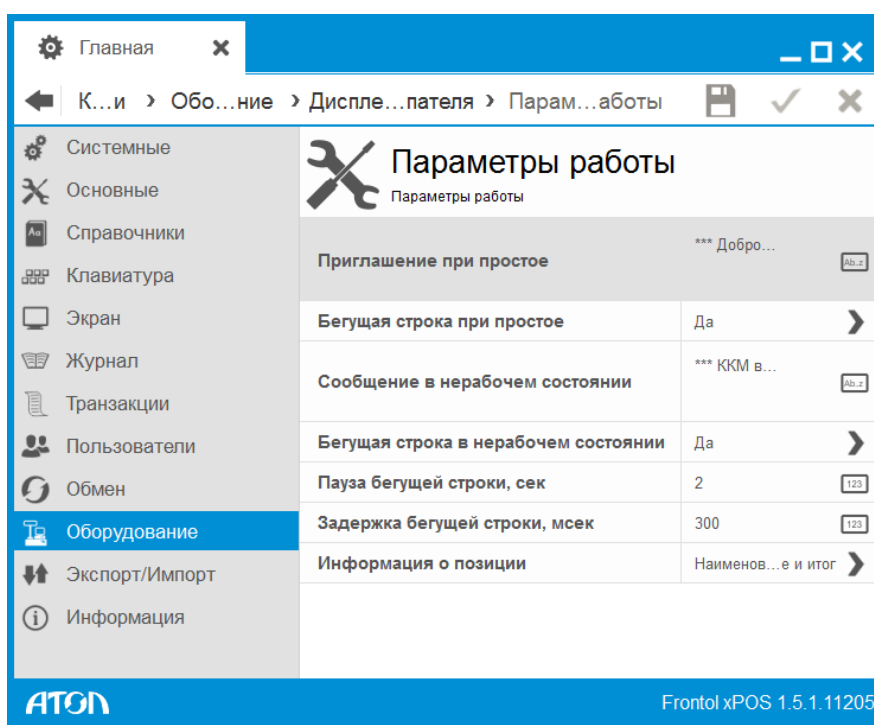 Главная
К…и › Обо…ние › Диспле…пателя › Парам…аботы
Системные
Основные
Справочники
Клавиатура
Экран
Журнал
Транзакции
Пользователи
Обмен
Оборудование
Экспорт/Импорт
Информация
Параметры работы
Параметры работы
Приглашение при простое *** Добро… Ab..z
Бегущая строка при простое Да
Сообщение в нерабочем состоянии *** ККМ в… Ab..z
Бегущая строка в нерабочем состоянии Да
Пауза бегущей строки, сек 2 123
Задержка бегущей строки, мсек 300 123
Информация о позиции Наименов…е и итог
ATOL Frontol xPOS 1.5.1.11205